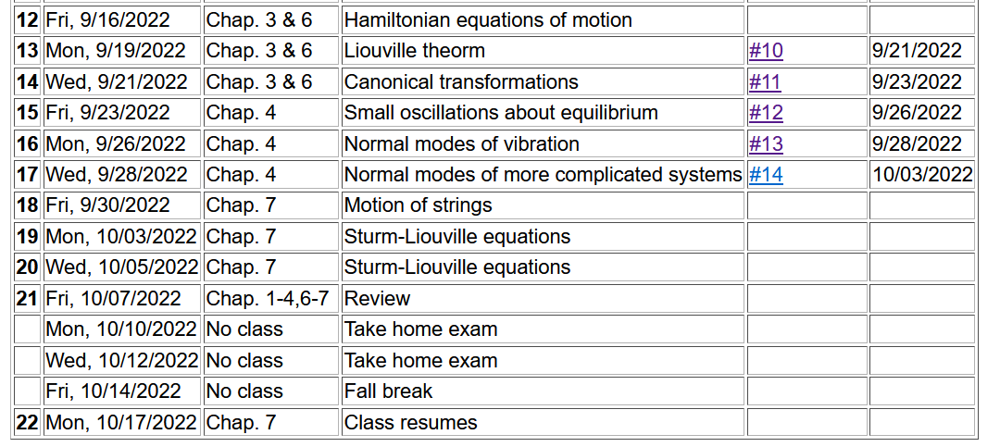 12 Fri, 9/16/2022 Chap. 3 & 6 Hamiltonian equations of motion
13 Mon, 9/19/2022 Chap. 3 & 6 Liouville theorm #10 9/21/2022
14 Wed, 9/21/2022 Chap. 3 & 6 Canonical transformations #11 9/23/2022
15 Fri, 9/23/2022 Chap. 4 Small oscillations about equilibrium #12 9/26/2022
16 Mon, 9/26/2022 Chap. 4 Normal modes of vibration #13 9/28/2022
17 Wed, 9/28/2022 Chap. 4 Normal modes of more complicated systems #14 10/03/2022
18 Fri, 9/30/2022 Chap. 7 Motion of strings
19 Mon, 10/03/2022 Chap. 7 Sturm-Liouville equations
20 Wed, 10/05/2022 Chap. 7 Sturm-Liouville equations
21 Fri, 10/07/2022 Chap. 1-4,6-7 Review
Mon, 10/10/2022 No class Take home exam
Wed, 10/12/2022 No class Take home exam
Fri, 10/14/2022 No class Fall break
22 Mon, 10/17/2022 Chap. 7 Class resumes